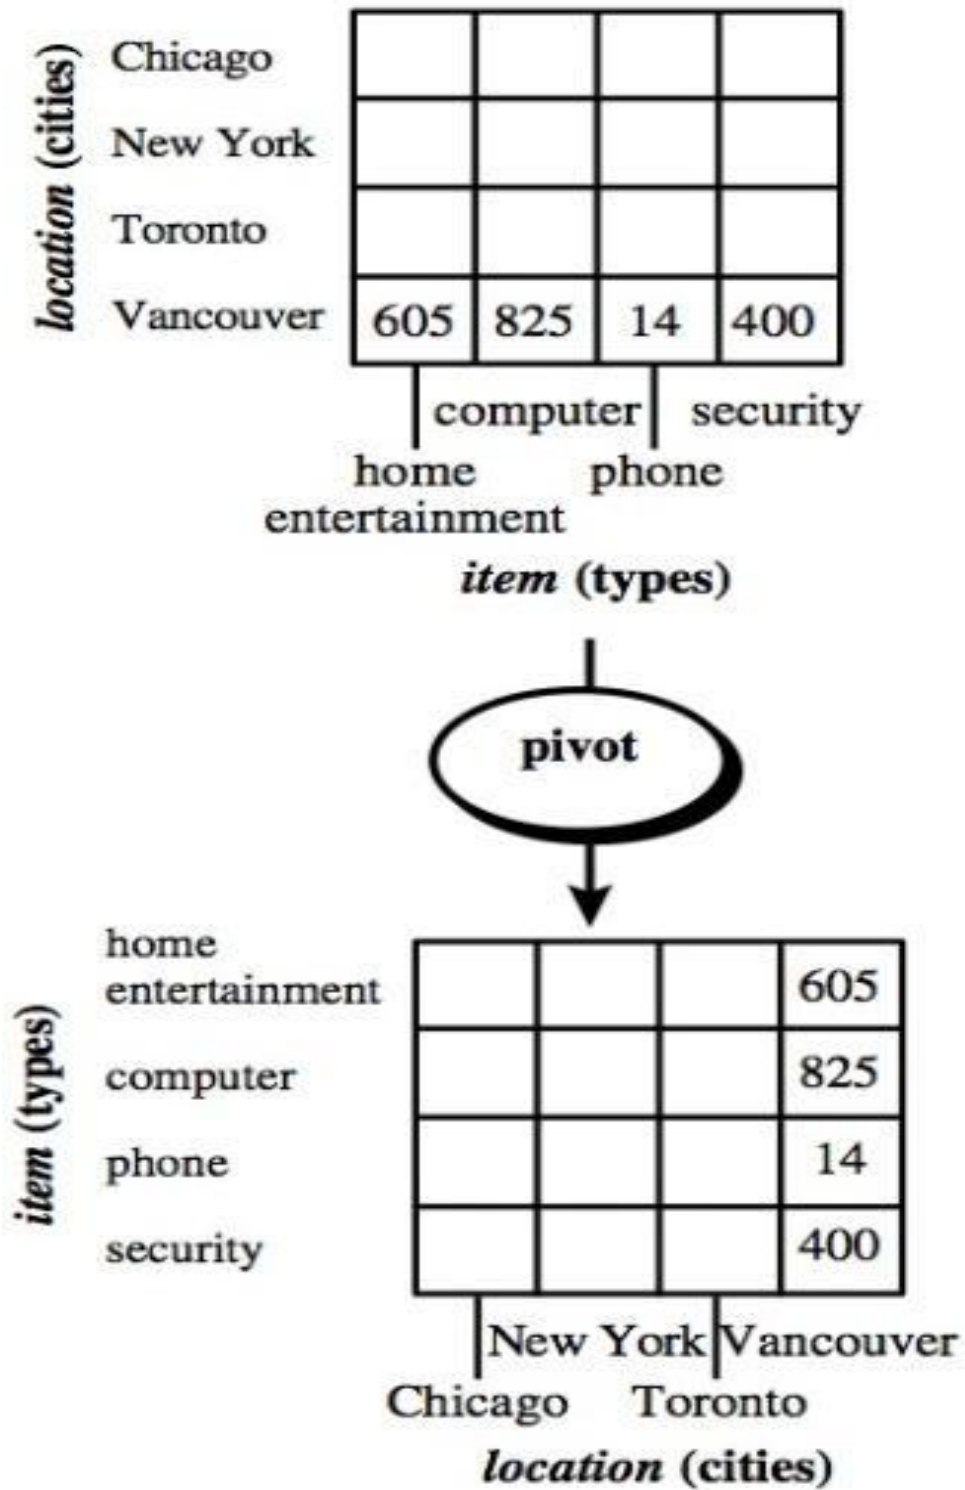 location (cities)
Chicago
New York
Toronto
Vancouver 605 825 14 400
computer security
home phone
entertainment
item (types)
pivot
item (types)
home
entertainment 605
computer 825
phone 14
security 400
New York Vancouver
Chicago Toronto
location (cities)